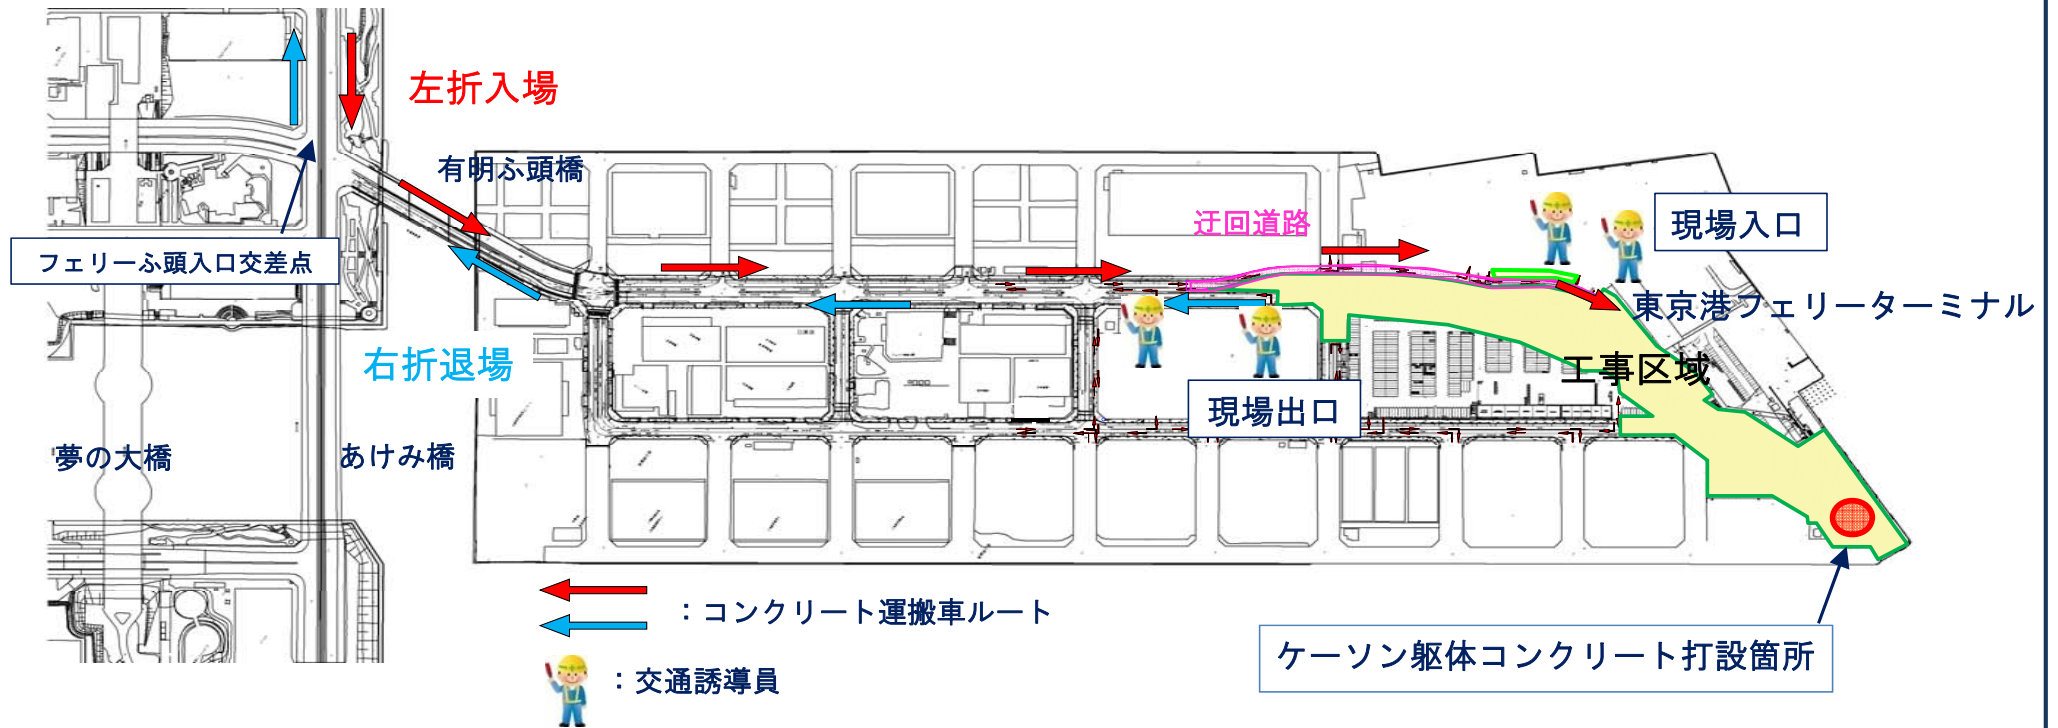 左折入場
有明ふ頭橋
フェリーふ頭入口交差点
迂回道路
現場入口
東京港フェリーターミナル
右折退場
工事区域
現場出口
夢の大橋
あけみ橋
：コンクリート運搬車ルート
ケーソン躯体コンクリート打設箇所
：交通誘導員